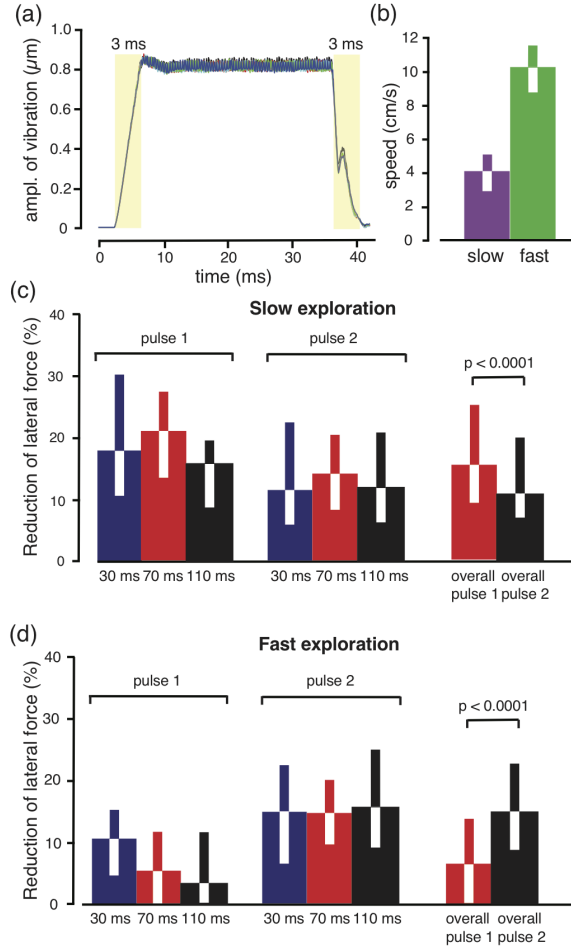 (a)
3 ms
3 ms
ampl. of vibration (µm)
1.0
0.8
0.6
0.4
0.2
0
0
10
20
30
40
time (ms)
(b)
speed (cm/s)
12
10
8
6
4
2
0
slow
fast
(c)
Slow exploration
Reduction of lateral force (%)
40
30
20
10
0
pulse 1
pulse 2
p < 0.0001
30 ms 70 ms 110 ms
30 ms 70 ms 110 ms
overall overall
pulse 1 pulse 2
(d)
Fast exploration
Reduction of lateral force (%)
40
30
20
10
0
pulse 1
pulse 2
p < 0.0001
30 ms 70 ms 110 ms
30 ms 70 ms 110 ms
overall overall
pulse 1 pulse 2